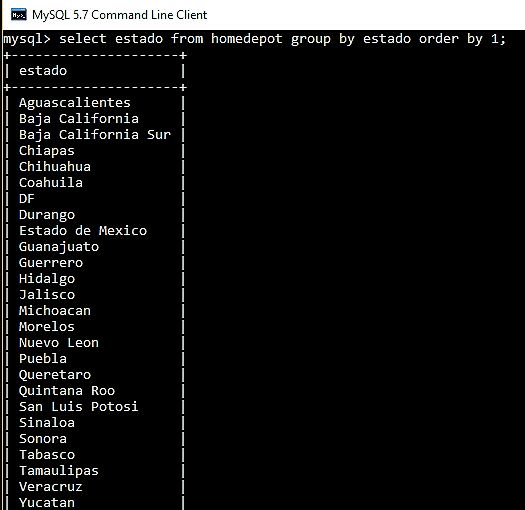 MySQL 5.7 Command Line Client
mysql> select estado from homedepot group by estado order by 1;
+---------------------+
| estado              |
+---------------------+
| Aguascalientes      |
| Baja California     |
| Baja California Sur |
| Chiapas             |
| Chihuahua           |
| Coahuila            |
| DF                  |
| Durango             |
| Estado de Mexico    |
| Guanajuato          |
| Guerrero            |
| Hidalgo             |
| Jalisco             |
| Michoacan           |
| Morelos             |
| Nuevo Leon          |
| Puebla              |
| Queretaro           |
| Quintana Roo        |
| San Luis Potosi     |
| Sinaloa             |
| Sonora              |
| Tabasco             |
| Tamaulipas          |
| Veracruz            |
| Yucatan             |